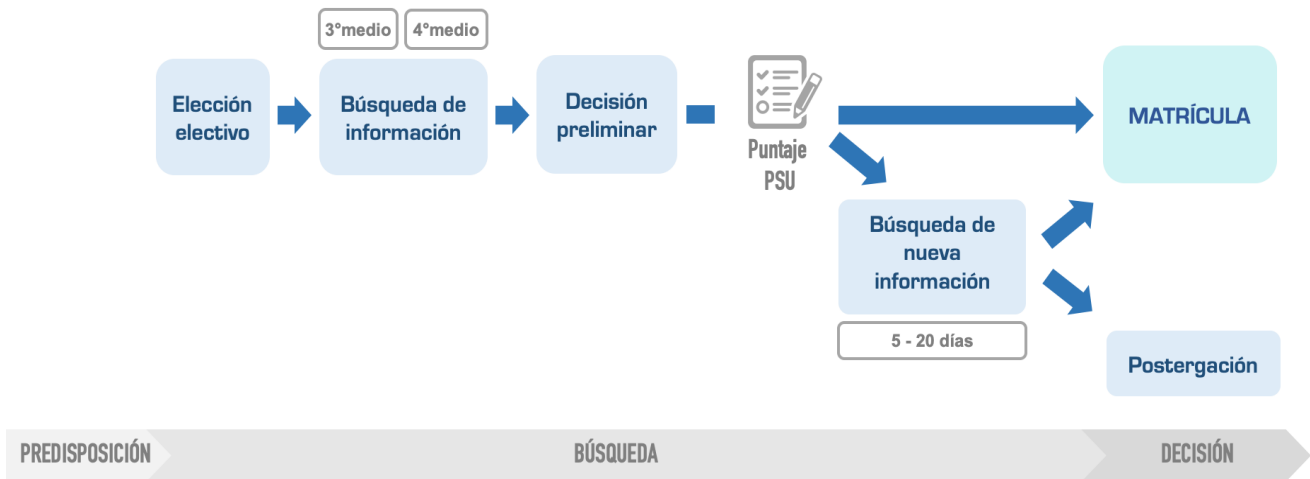 3°medio
4°medio
Elección
electivo
Búsqueda de
información
Decisión
preliminar
Puntaje
PSU
MATRÍCULA
Búsqueda de
nueva
información
5 - 20 días
Postergación
PREDISPOSICIÓN
BÚSQUEDA
DECISIÓN